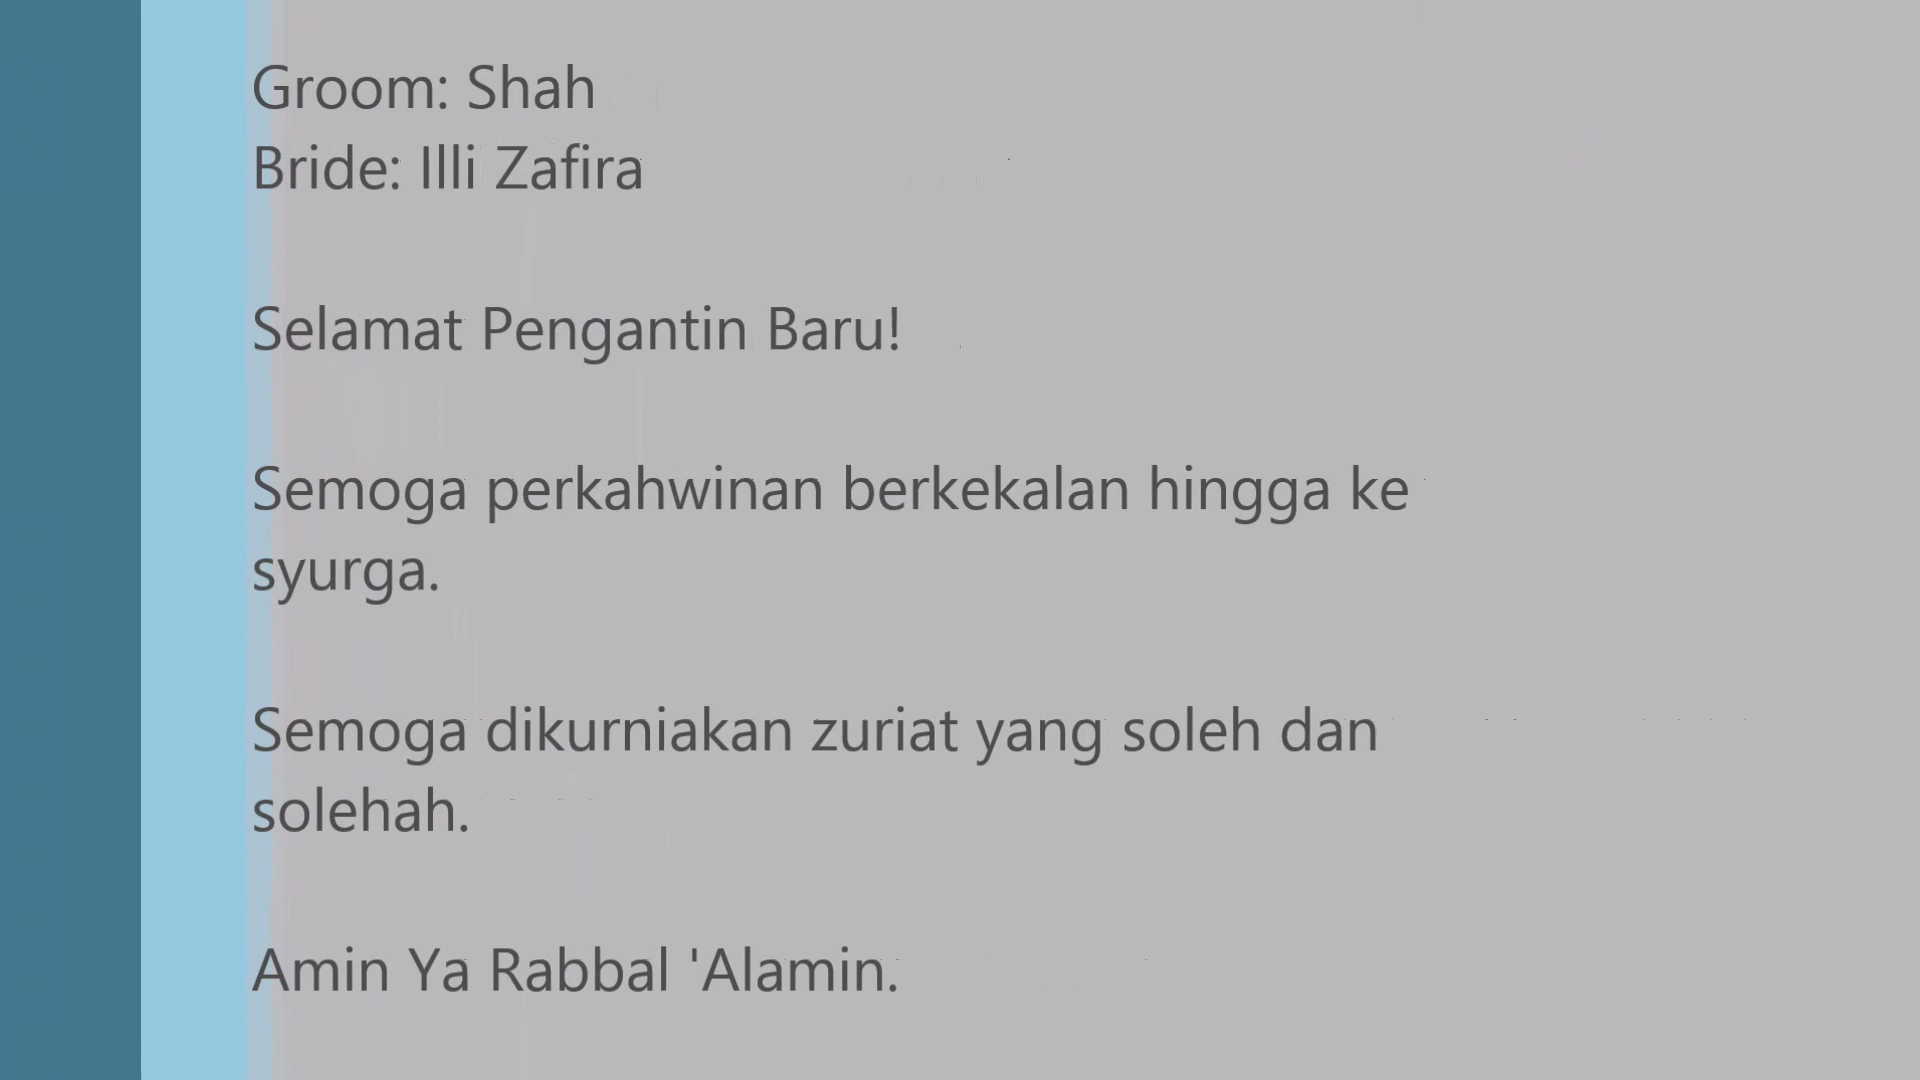 Groom: Shah
Bride: Illi Zafira
Selamat Pengantin Baru!
Semoga perkahwinan berkekalan hingga ke
syurga.
Semoga dikurniakan zuriat yang soleh dan
solehah.
Amin Ya Rabbal 'Alamin.